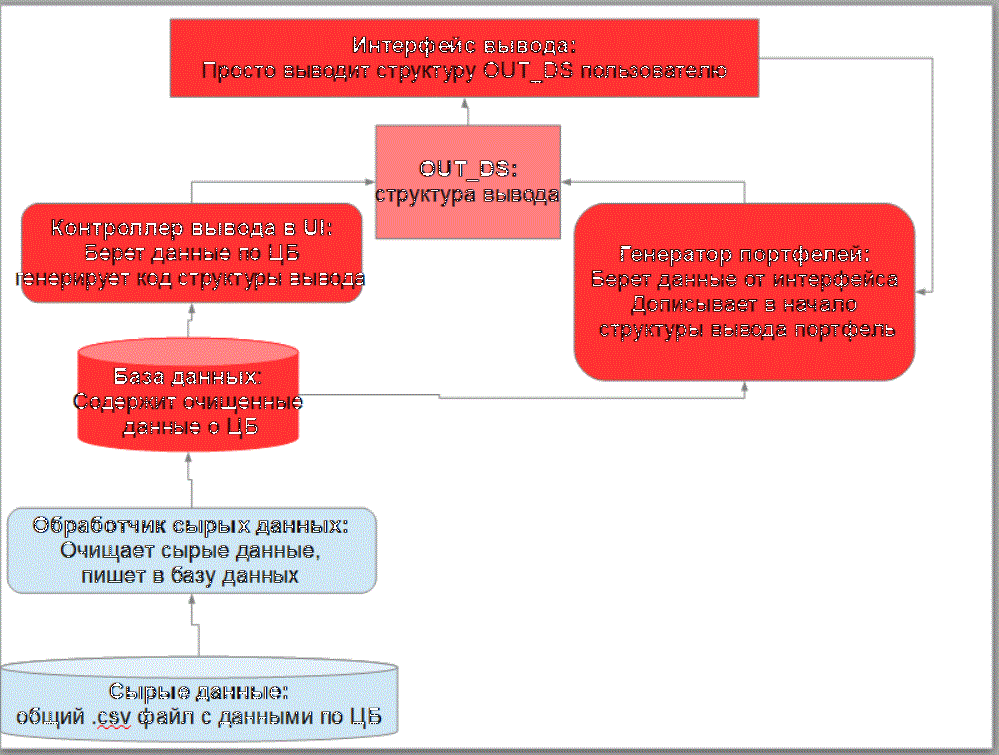 Интерфейс вывода:
Просто выводит структуру OUT_DS пользователю
OUT_DS:
структура вывода
Контроллер вывода в UI:
Берет данные по ЦБ
генерирует код структуры вывода
Генератор портфелей:
Берет данные от интерфейса
Дописывает в начало
структуры вывода портфель
База данных:
Содержит очищенные
данные о ЦБ
Обработчик сырых данных:
Очищает сырые данные,
пишет в базу данных
Сырые данные:
общий .csv файл с данными по ЦБ